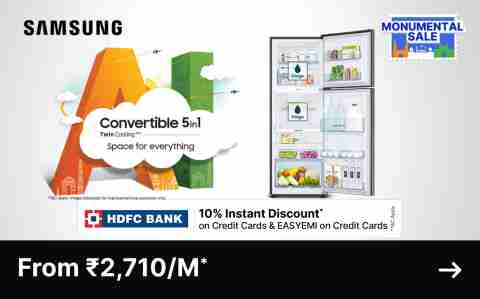 SAMSUNG
MONUMENTAL
SALE
AI
Convertible 5in1
Twin Cooling
Space for everything
HDFC BANK
10% Instant Discount*
on Credit Cards & EASYEMI on Credit Cards
From ₹2,710/M*